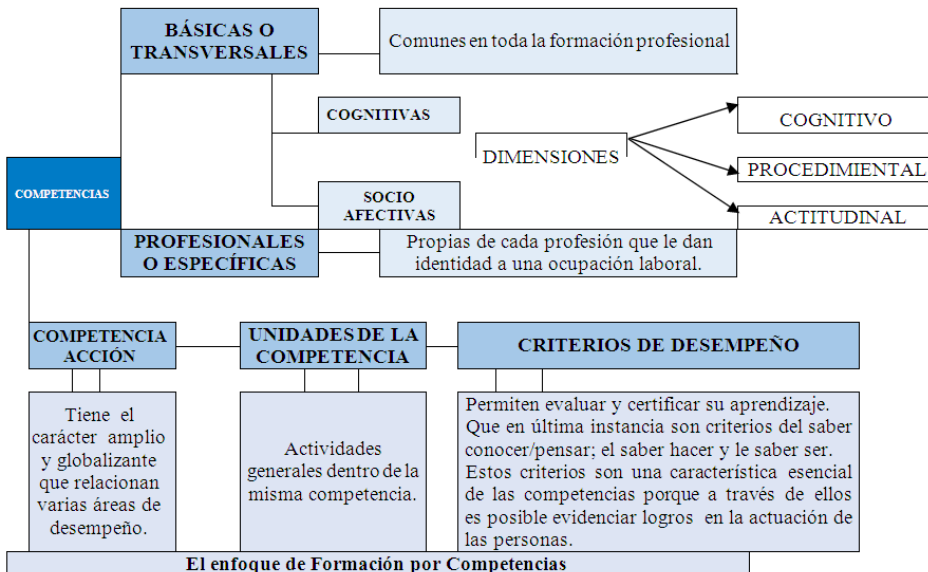 BÁSICAS O
TRANSVERSALES
Comunes en toda la formación profesional
COGNITIVAS
DIMENSIONES
COGNITIVO
PROCEDIMIENTAL
ACTITUDINAL
COMPETENCIAS
SOCIO
AFECTIVAS
PROFESIONALES
O ESPECÍFICAS
Propias de cada profesión que le dan
identidad a una ocupación laboral.
COMPETENCIA
ACCIÓN
UNIDADES DE LA
COMPETENCIA
CRITERIOS DE DESEMPEÑO
Tiene el
carácter amplio
y globalizante
que relacionan
varias áreas de
desempeño.
Actividades
generales dentro de la
misma competencia.
Permiten evaluar y certificar su aprendizaje.
Que en última instancia son criterios del saber
conocer/pensar; el saber hacer y le saber ser.
Estos criterios son una característica esencial
de las competencias porque a través de ellos
es posible evidenciar logros en la actuación de
las personas.
El enfoque de Formación por Competencias